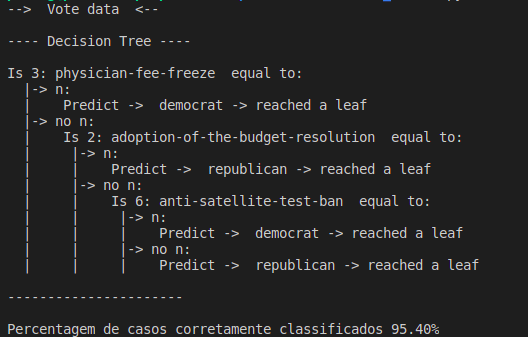 -->  Vote data  <--
---- Decision Tree ----
Is 3: physician-fee-freeze  equal to:
  |-> n:
  |    Predict ->  democrat -> reached a leaf
  |-> no n:
  |    Is 2: adoption-of-the-budget-resolution  equal to:
  |     |-> n:
  |     |    Predict ->  republican -> reached a leaf
  |     |-> no n:
  |     |    Is 6: anti-satellite-test-ban  equal to:
  |     |     |-> n:
  |     |     |    Predict ->  democrat -> reached a leaf
  |     |     |-> no n:
  |     |     |    Predict ->  republican -> reached a leaf
----------------------
Percentagem de casos corretamente classificados 95.40%